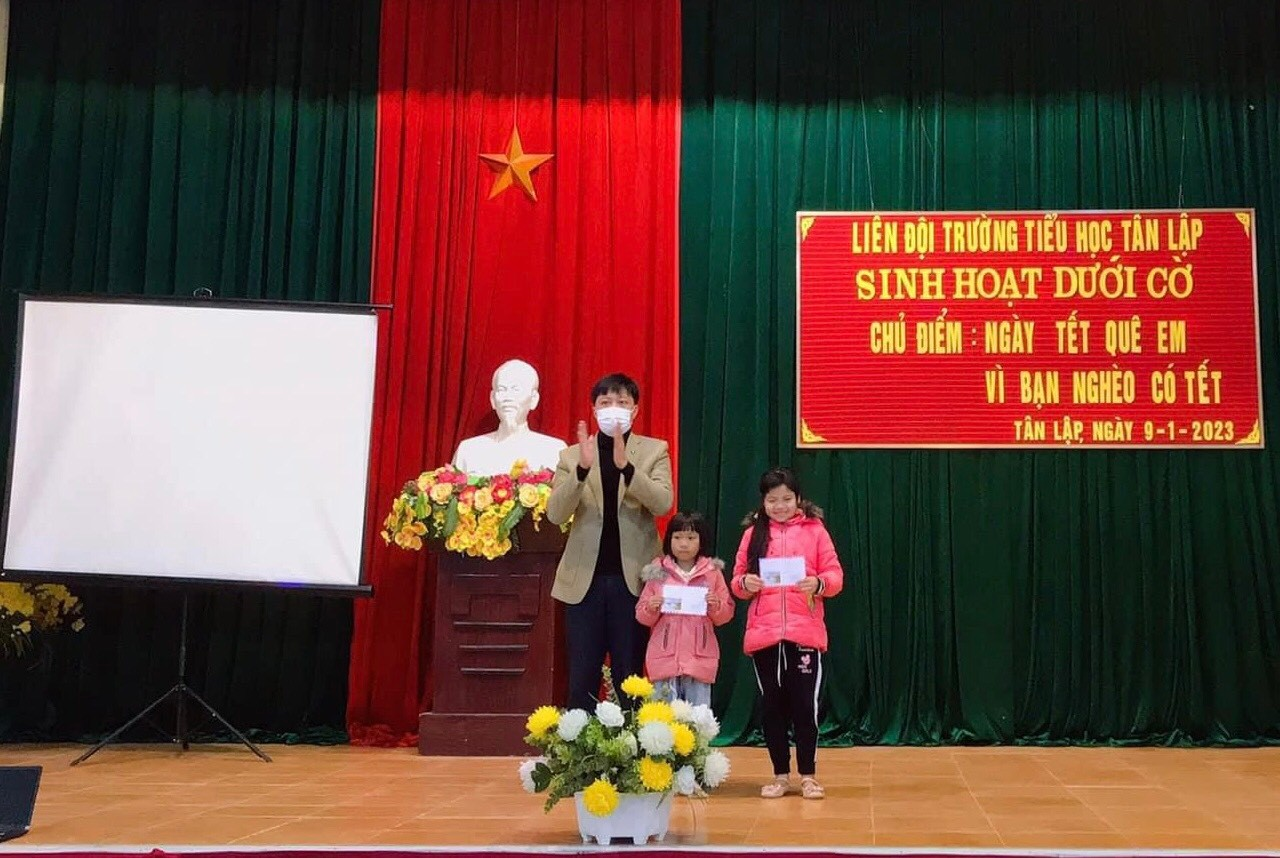 LIÊN ĐỘI TRƯỜNG TIỂU HỌC TÂN LẬP
SINH HOẠT DƯỚI CỜ
CHỦ ĐIỂM : NGÀY TẾT QUÊ EM
VÌ BẠN NGHÈO CÓ TẾT
TÂN LẬP, NGÀY 9-1-2023